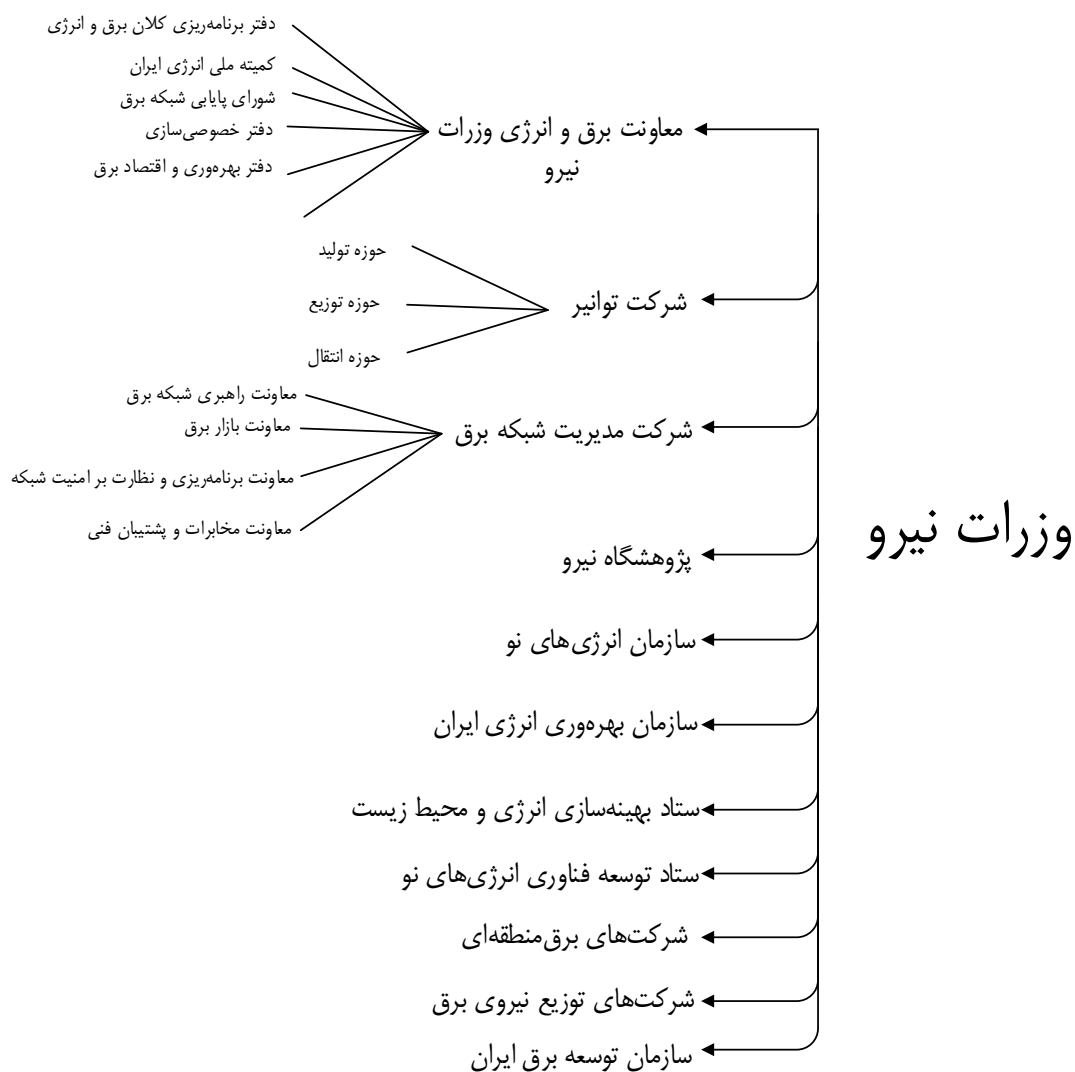 وزرات نیرو
معاونت برق و انرژی وزرات
نیرو
دفتر برنامه‌ریزی کلان برق و انرژی
کمیته ملی انرژی ایران
شورای پایایی شبکه برق
دفتر خصوصی‌سازی
دفتر بهره‌وری و اقتصاد برق
شرکت توانیر
حوزه تولید
حوزه توزیع
حوزه انتقال
شرکت مدیریت شبکه برق
معاونت راهبری شبکه برق
معاونت بازار برق
معاونت برنامه‌ریزی و نظارت بر امنیت شبکه
معاونت مخابرات و پشتیبان فنی
پژوهشگاه نیرو
سازمان انرژی‌های نو
سازمان بهره‌وری انرژی ایران
ستاد بهینه‌سازی انرژی و محیط زیست
ستاد توسعه فناوری انرژی‌های نو
شرکت‌های برق‌منطقه‌ای
شرکت‌های توزیع نیروی برق
سازمان توسعه برق ایران